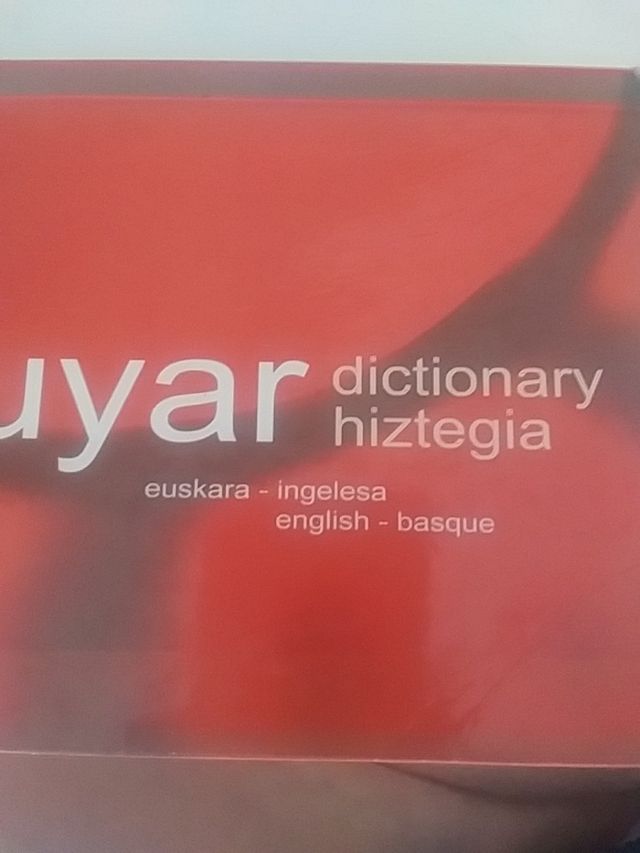 uyar
dictionary
hiztegia
euskara - ingelesa
english - basque